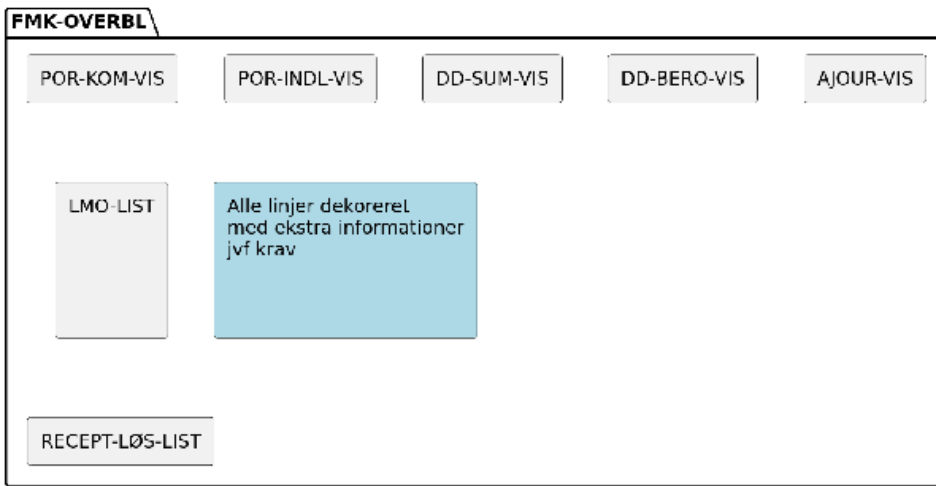 FMK-OVERBL
POR-KOM-VIS
POR-INDL-VIS
DD-SUM-VIS
DD-BERO-VIS
AJOUR-VIS
LMO-LIST
Alle linjer dekoreret
med ekstra informationer
jvf krav
RECEPT-LØS-LIST